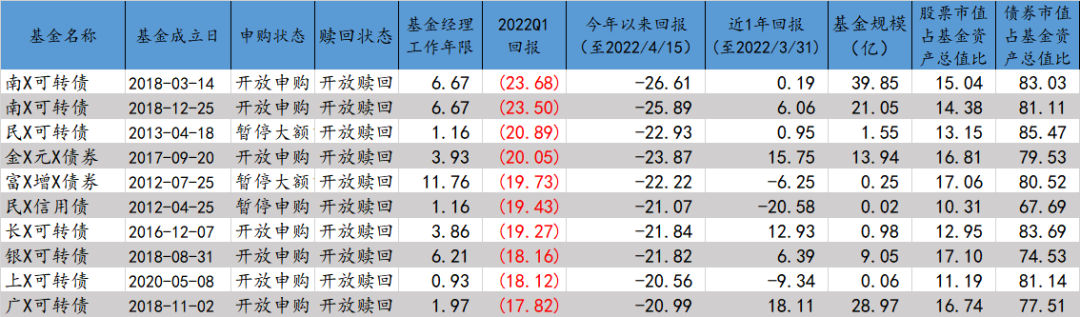 基金名称 基金成立日 申购状态 赎回状态 基金经理工作年限 2022Q1回报 今年以来回报(至2022/4/15) 近1年回报(至2022/3/31) 基金规模(亿) 股票市值占基金资产总值比 债券市值占基金资产总值比
南X可转债 2018-03-14 开放申购 开放赎回 6.67 (23.68) -26.61 0.19 39.85 15.04 83.03
南X可转债 2018-12-25 开放申购 开放赎回 6.67 (23.50) -25.89 6.06 21.05 14.38 81.11
民X可转债 2013-04-18 暂停大额 开放赎回 1.16 (20.89) -22.93 0.95 1.55 13.15 85.47
金X元X债券 2017-09-20 开放申购 开放赎回 3.93 (20.05) -23.87 15.75 13.94 16.81 79.53
富X增X债券 2012-07-25 暂停大额 开放赎回 11.76 (19.73) -22.22 -6.25 0.25 17.06 80.52
民X信用债 2012-04-25 暂停申购 开放赎回 1.16 (19.43) -21.07 -20.58 0.02 10.31 67.69
长X可转债 2016-12-07 开放申购 开放赎回 3.86 (19.27) -21.84 12.93 0.98 12.95 83.69
银X可转债 2018-08-31 开放申购 开放赎回 6.21 (18.16) -21.82 6.39 9.05 17.10 74.53
上X可转债 2020-05-08 开放申购 开放赎回 0.93 (18.12) -20.56 -9.34 0.06 11.19 81.14
广X可转债 2018-11-02 开放申购 开放赎回 1.97 (17.82) -20.99 18.11 28.97 16.74 77.51